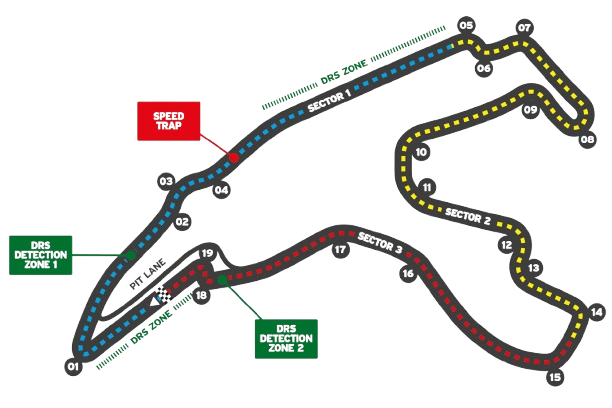 05
07
DRS ZONE
06
SECTOR 1
SPEED
TRAP
09
08
10
03
04
11
02
SECTOR 2
DRS
DETECTION
ZONE 1
12
SECTOR 3
17
19
PIT LANE
16
13
18
14
DRS ZONE
DRS
DETECTION
ZONE 2
01
15